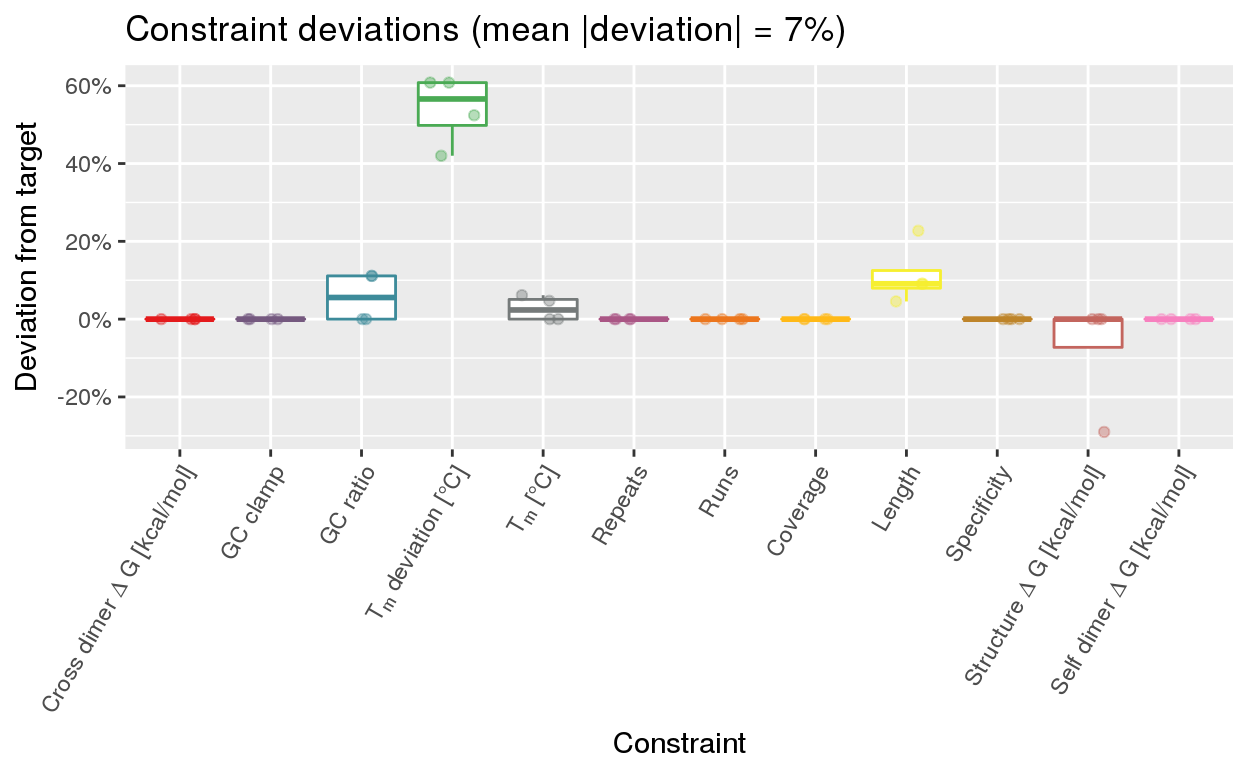 Constraint deviations (mean |deviation| = 7%)
Deviation from target
60%
40%
20%
0%
-20%
Cross dimer Δ G [kcal/mol]
GC clamp
GC ratio
Tm deviation [°C]
Tm [°C]
Repeats
Runs
Coverage
Length
Specificity
Structure Δ G [kcal/mol]
Self dimer Δ G [kcal/mol]
Constraint